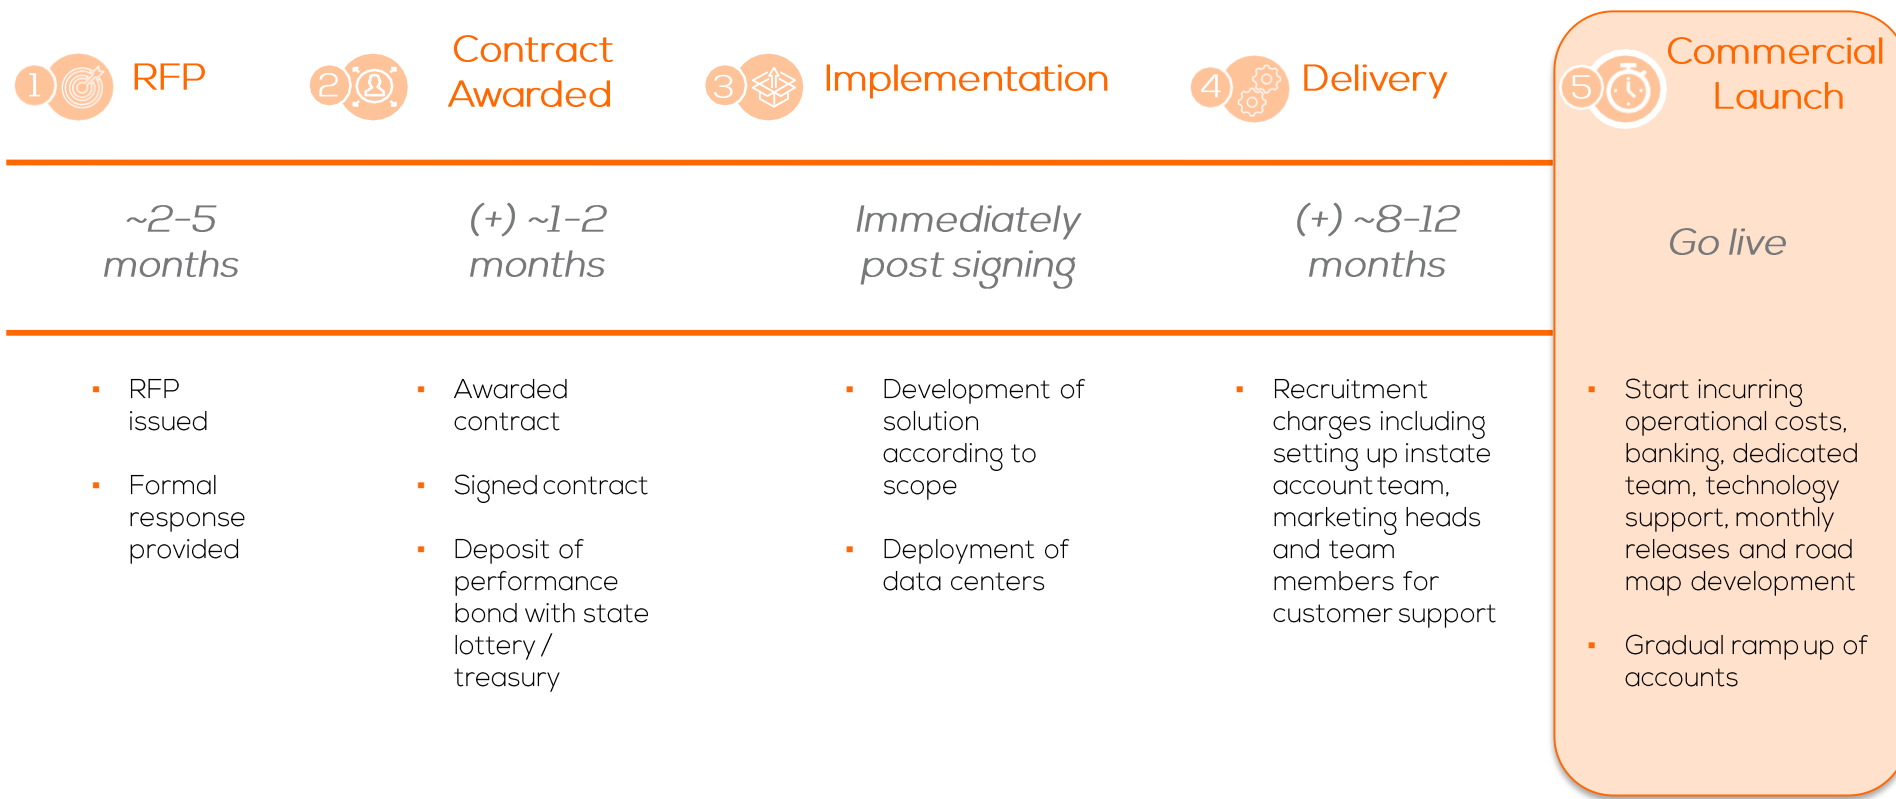 1
RFP
2
Contract
Awarded
3
Implementation
4
Delivery
5
Commercial
Launch
~2-5
months
(+) ~1-2
months
Immediately
post signing
(+) ~8-12
months
Go live
▪ RFP
issued
▪ Formal
response
provided
▪ Awarded
contract
▪ Signed contract
▪ Deposit of
performance
bond with state
lottery /
treasury
▪ Development of
solution
according to
scope
▪ Deployment of
data centers
▪ Recruitment
charges including
setting up instate
account team,
marketing heads
and team
members for
customer support
▪ Start incurring
operational costs,
banking, dedicated
team, technology
support, monthly
releases and road
map development
▪ Gradual ramp up of
accounts